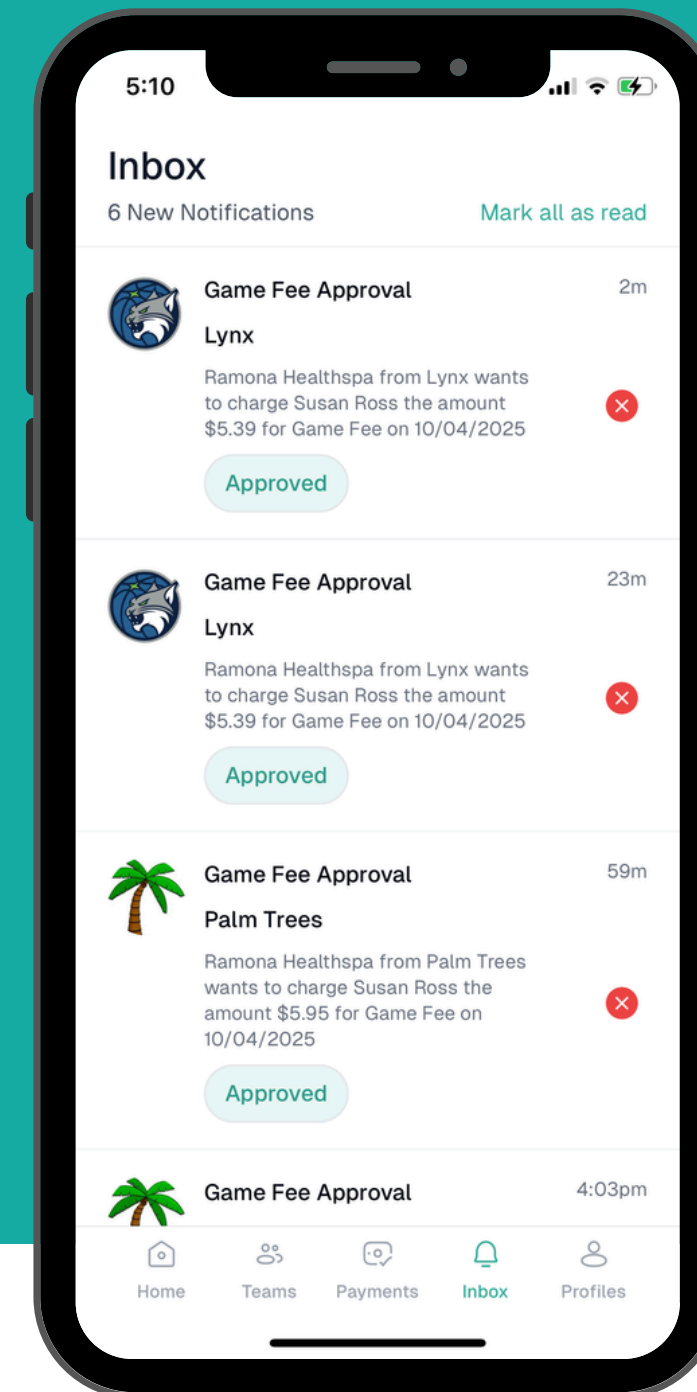 5:10
Inbox
6 New Notifications
Mark all as read
Game Fee Approval
2m
Lynx
Ramona Healthspa from Lynx wants
to charge Susan Ross the amount
$5.39 for Game Fee on 10/04/2025
Approved
Game Fee Approval
23m
Lynx
Ramona Healthspa from Lynx wants
to charge Susan Ross the amount
$5.39 for Game Fee on 10/04/2025
Approved
Game Fee Approval
59m
Palm Trees
Ramona Healthspa from Palm Trees
wants to charge Susan Ross the
amount $5.95 for Game Fee on
10/04/2025
Approved
Game Fee Approval
4:03pm
Home
Teams
Payments
Inbox
Profiles